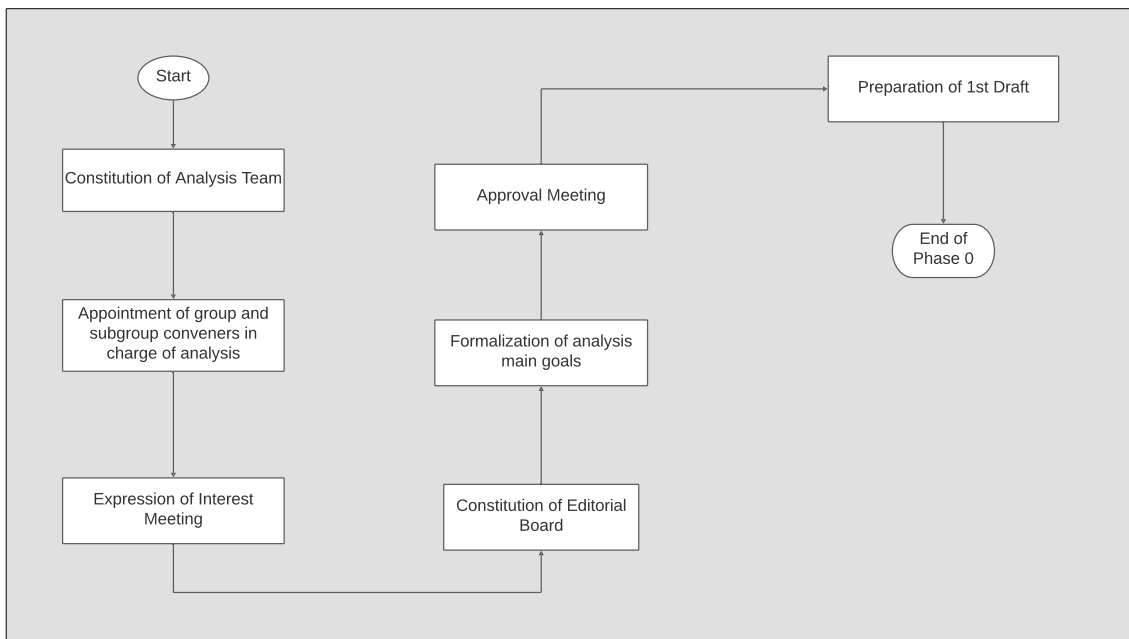 Start
Constitution of Analysis Team
Appointment of group and
subgroup conveners in
charge of analysis
Expression of Interest
Meeting
Constitution of Editorial
Board
Formalization of analysis
main goals
Approval Meeting
Preparation of 1st Draft
End of
Phase 0